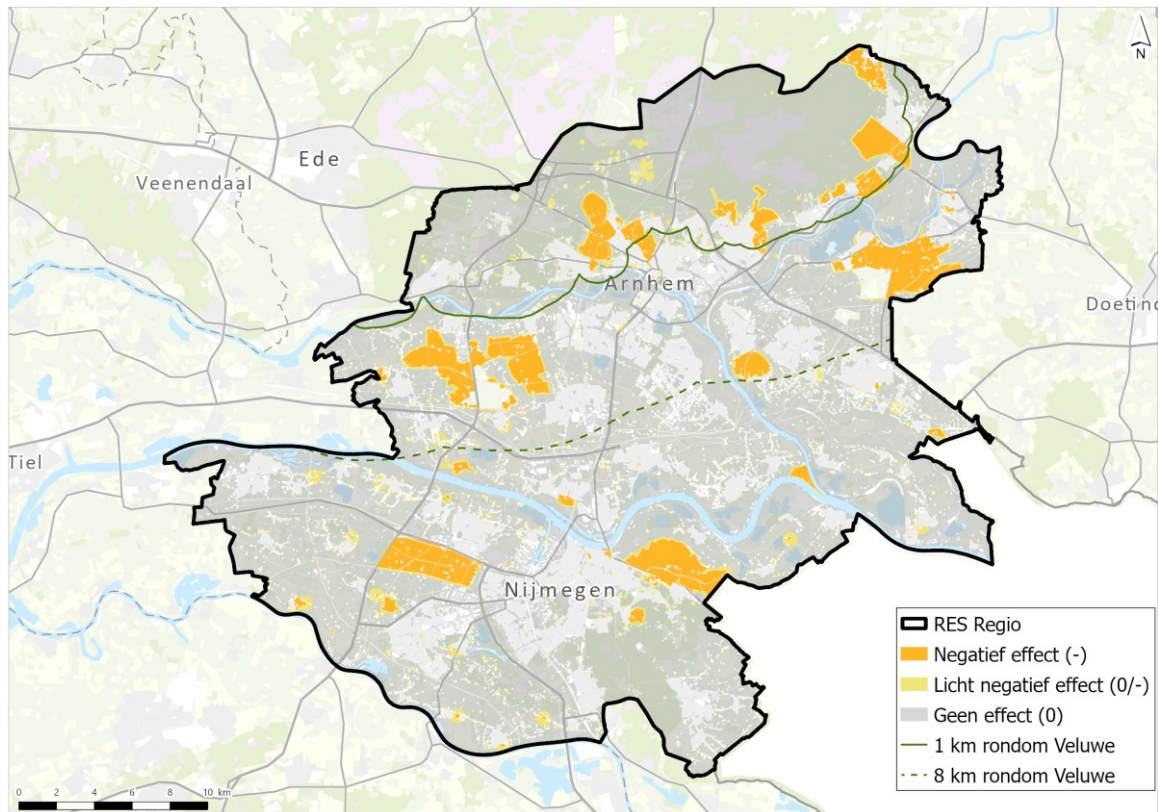 N
Ede
Veenendaal
Arnhem
Doetinc
Tiel
Nijmegen
RES Regio
Negatief effect (-)
Licht negatief effect (0/-)
Geen effect (0)
1 km rondom Veluwe
8 km rondom Veluwe
0 2 4 6 8 10 km